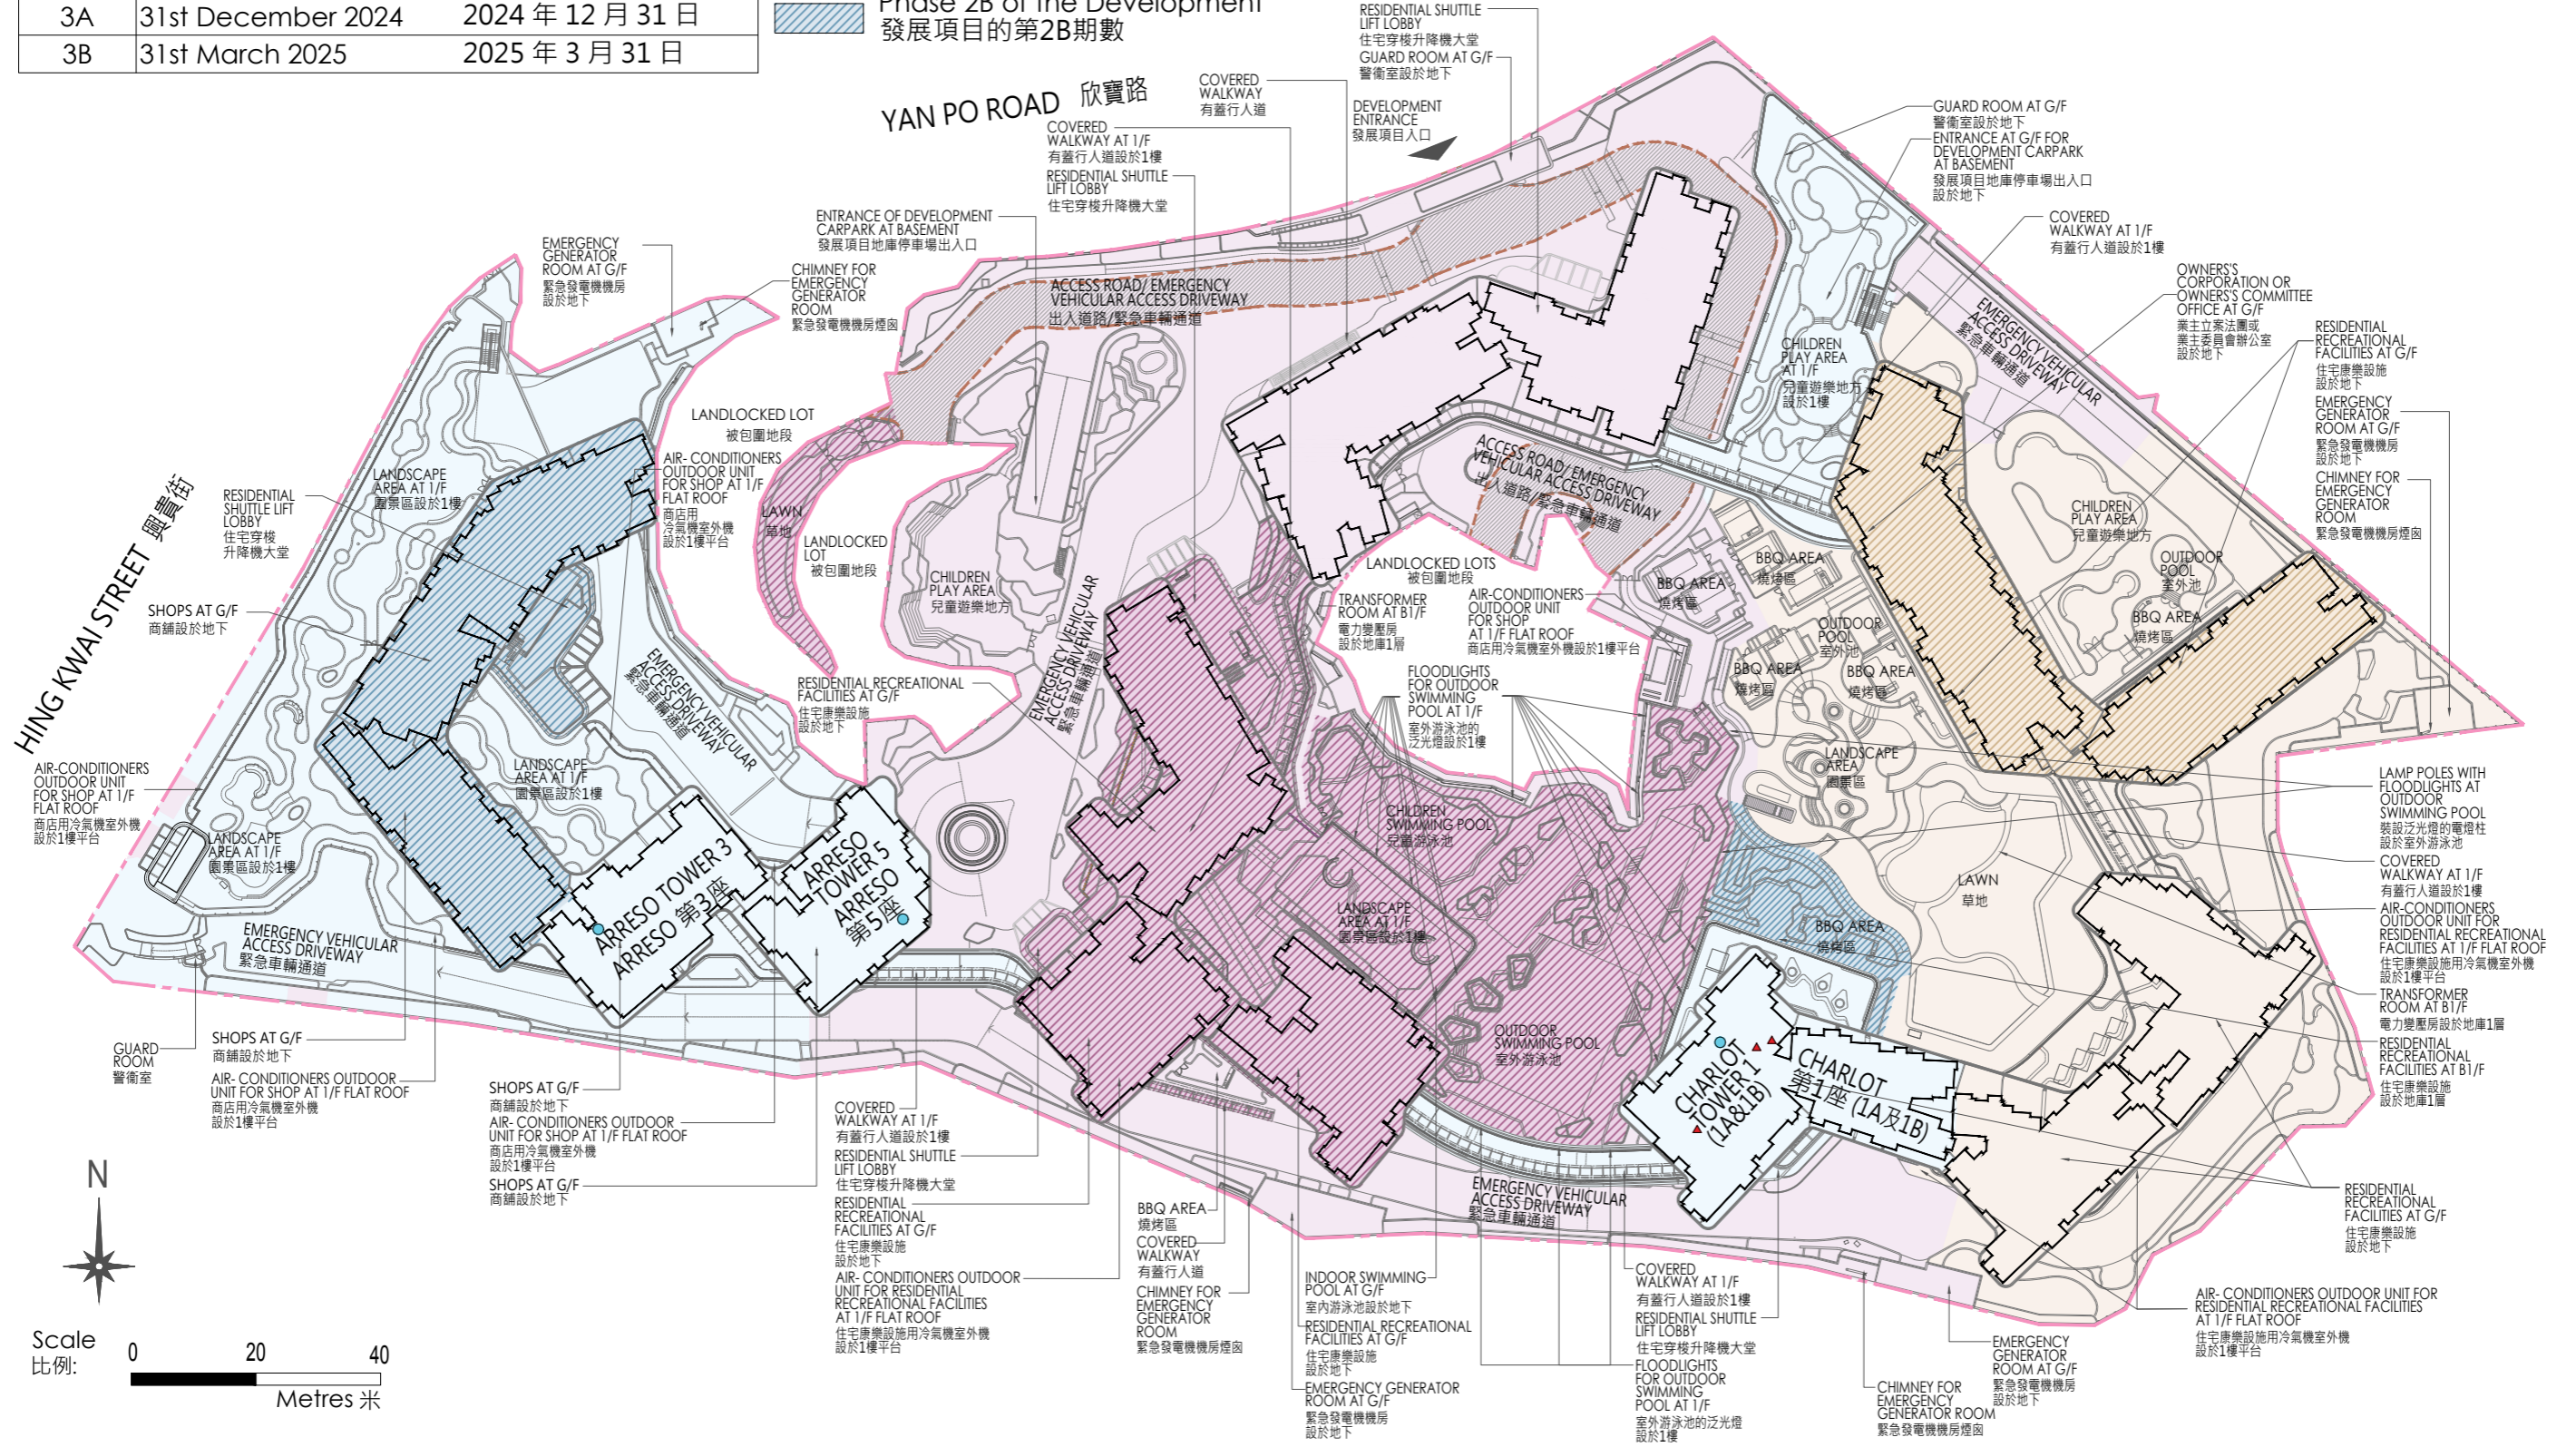 3A 31st December 2024 2024 年 12 月 31 日
3B 31st March 2025 2025 年 3 月 31 日
Phase 2B of the Development
發展項目的第2B期數
YAN PO ROAD 欣寶路
HING KWAI STREET 興貴街
RESIDENTIAL SHUTTLE
LIFT LOBBY
住宅穿梭升降機大堂
GUARD ROOM AT G/F
警衞室設於地下
COVERED
WALKWAY
有蓋行人道
DEVELOPMENT
ENTRANCE
發展項目入口
COVERED
WALKWAY AT 1/F
有蓋行人道設於1樓
RESIDENTIAL SHUTTLE
LIFT LOBBY
住宅穿梭升降機大堂
GUARD ROOM AT G/F
警衞室設於地下
ENTRANCE AT G/F FOR
DEVELOPMENT CARPARK
AT BASEMENT
發展項目地庫停車場出入口
設於地下
COVERED
WALKWAY AT 1/F
有蓋行人道設於1樓
OWNERS'S
CORPORATION OR
OWNERS'S COMMITTEE
OFFICE AT G/F
業主立案法團或
業主委員會辦公室
設於地下
RESIDENTIAL
RECREATIONAL
FACILITIES AT G/F
住宅康樂設施
設於地下
EMERGENCY
GENERATOR
ROOM AT G/F
緊急發電機機房
設於地下
CHIMNEY FOR
EMERGENCY
GENERATOR
ROOM
緊急發電機機房煙囪
ENTRANCE OF DEVELOPMENT
CARPARK AT BASEMENT
發展項目地庫停車場出入口
EMERGENCY
GENERATOR
ROOM AT G/F
緊急發電機機房
設於地下
CHIMNEY FOR
EMERGENCY
GENERATOR
ROOM
緊急發電機機房煙囪
ACCESS ROAD/ EMERGENCY
VEHICULAR ACCESS DRIVEWAY
出入道路/緊急車輛通道
EMERGENCY VEHICULAR
ACCESS DRIVEWAY
緊急車輛通道
CHILDREN
PLAY AREA
AT 1/F
兒童遊樂地方
設於1樓
LANDLOCKED LOT
被包圍地段
AIR- CONDITIONERS
OUTDOOR UNIT
FOR SHOP AT 1/F
FLAT ROOF
商店用
冷氣機室外機
設於1樓平台
LANDSCAPE
AREA AT 1/F
園景區設於1樓
RESIDENTIAL
SHUTTLE LIFT
LOBBY
住宅穿梭
升降機大堂
LAWN
草地
LANDLOCKED
LOT
被包圍地段
CHILDREN
PLAY AREA
兒童遊樂地方
ACCESS ROAD/ EMERGENCY
VEHICULAR ACCESS DRIVEWAY
出入道路/緊急車輛通道
LANDLOCKED LOTS
被包圍地段
TRANSFORMER
ROOM AT B1/F
電力變壓房
設於地庫1層
AIR-CONDITIONERS
OUTDOOR UNIT
FOR SHOP
AT 1/F FLAT ROOF
商店用冷氣機室外機設於1樓平台
BBQ AREA
燒烤區
BBQ AREA
燒烤區
CHILDREN
PLAY AREA
兒童遊樂地方
OUTDOOR
POOL
室外池
BBQ AREA
燒烤區
OUTDOOR
POOL
室外池
BBQ AREA
燒烤區
BBQ AREA
燒烤區
SHOPS AT G/F
商舖設於地下
EMERGENCY VEHICULAR
ACCESS DRIVEWAY
緊急車輛通道
EMERGENCY VEHICULAR
ACCESS DRIVEWAY
緊急車輛通道
RESIDENTIAL RECREATIONAL
FACILITIES AT G/F
住宅康樂設施
設於地下
FLOODLIGHTS
FOR OUTDOOR
SWIMMING
POOL AT 1/F
室外游泳池的
泛光燈設於1樓
LANDSCAPE
AREA
園景區
AIR-CONDITIONERS
OUTDOOR UNIT
FOR SHOP AT 1/F
FLAT ROOF
商店用冷氣機室外機
設於1樓平台
LANDSCAPE
AREA AT 1/F
園景區設於1樓
LANDSCAPE
AREA AT 1/F
園景區設於1樓
LAMP POLES WITH
FLOODLIGHTS AT
OUTDOOR
SWIMMING POOL
裝設泛光燈的電燈柱
設於室外游泳池
COVERED
WALKWAY AT 1/F
有蓋行人道設於1樓
AIR-CONDITIONERS
OUTDOOR UNIT FOR
RESIDENTIAL RECREATIONAL
FACILITIES AT 1/F FLAT ROOF
住宅康樂設施用冷氣機室外機
設於1樓平台
TRANSFORMER
ROOM AT B1/F
電力變壓房設於地庫1層
RESIDENTIAL
RECREATIONAL
FACILITIES AT B1/F
住宅康樂設施
設於地庫1層
CHILDREN
SWIMMING POOL
兒童游泳池
LANDSCAPE
AREA AT 1/F
園景區設於1樓
OUTDOOR
SWIMMING POOL
室外游泳池
LAWN
草地
BBQ AREA
燒烤區
ARRESO TOWER 3
ARRESO 第3座
ARRESO
TOWER 5
ARRESO
第5座
CHARLOT
TOWER 1
(1A&1B)
CHARLOT
第1座 (1A及1B)
EMERGENCY VEHICULAR
ACCESS DRIVEWAY
緊急車輛通道
GUARD
ROOM
警衞室
SHOPS AT G/F
商舖設於地下
AIR- CONDITIONERS OUTDOOR
UNIT FOR SHOP AT 1/F FLAT ROOF
商店用冷氣機室外機
設於1樓平台
SHOPS AT G/F
商舖設於地下
AIR- CONDITIONERS OUTDOOR
UNIT FOR SHOP AT 1/F FLAT ROOF
商店用冷氣機室外機
設於1樓平台
SHOPS AT G/F
商舖設於地下
COVERED
WALKWAY AT 1/F
有蓋行人道設於1樓
RESIDENTIAL SHUTTLE
LIFT LOBBY
住宅穿梭升降機大堂
RESIDENTIAL
RECREATIONAL
FACILITIES AT G/F
住宅康樂設施
設於地下
AIR- CONDITIONERS OUTDOOR
UNIT FOR RESIDENTIAL
RECREATIONAL FACILITIES
AT 1/F FLAT ROOF
住宅康樂設施用冷氣機室外機
設於1樓平台
BBQ AREA
燒烤區
COVERED
WALKWAY
有蓋行人道
CHIMNEY FOR
EMERGENCY
GENERATOR
ROOM
緊急發電機機房煙囪
EMERGENCY VEHICULAR
ACCESS DRIVEWAY
緊急車輛通道
INDOOR SWIMMING
POOL AT G/F
室內游泳池設於地下
RESIDENTIAL RECREATIONAL
FACILITIES AT G/F
住宅康樂設施
設於地下
EMERGENCY GENERATOR
ROOM AT G/F
緊急發電機機房
設於地下
COVERED
WALKWAY AT 1/F
有蓋行人道設於1樓
RESIDENTIAL SHUTTLE
LIFT LOBBY
住宅穿梭升降機大堂
FLOODLIGHTS
FOR OUTDOOR
SWIMMING
POOL AT 1/F
室外游泳池的泛光燈
設於1樓
CHIMNEY FOR
EMERGENCY
GENERATOR ROOM
緊急發電機機房煙囪
EMERGENCY
GENERATOR
ROOM AT G/F
緊急發電機機房
設於地下
RESIDENTIAL
RECREATIONAL
FACILITIES AT G/F
住宅康樂設施
設於地下
AIR- CONDITIONERS OUTDOOR UNIT FOR
RESIDENTIAL RECREATIONAL FACILITIES
AT 1/F FLAT ROOF
住宅康樂設施用冷氣機室外機
設於1樓平台
N
Scale
比例:
0 20 40
Metres 米